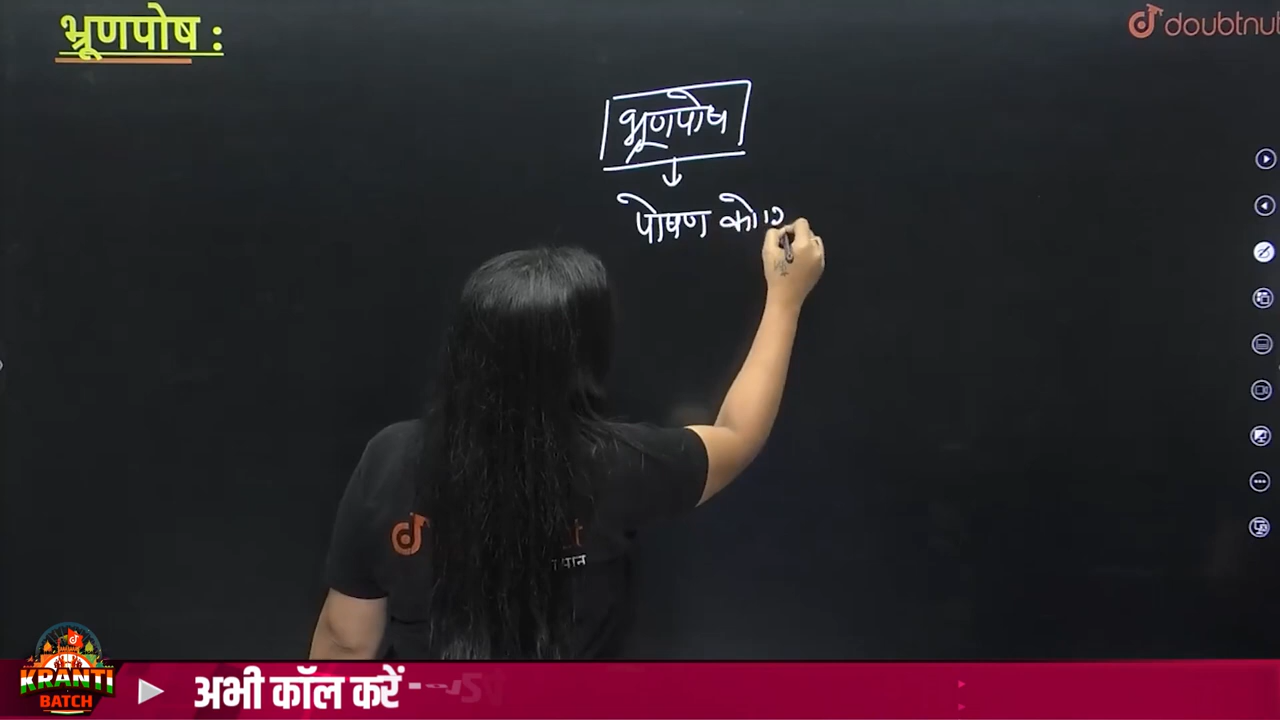 भ्रूणपोष :
doubtnut
भ्रूणपोष
पोषण को
KRANTI
BATCH
अभी कॉल करें -